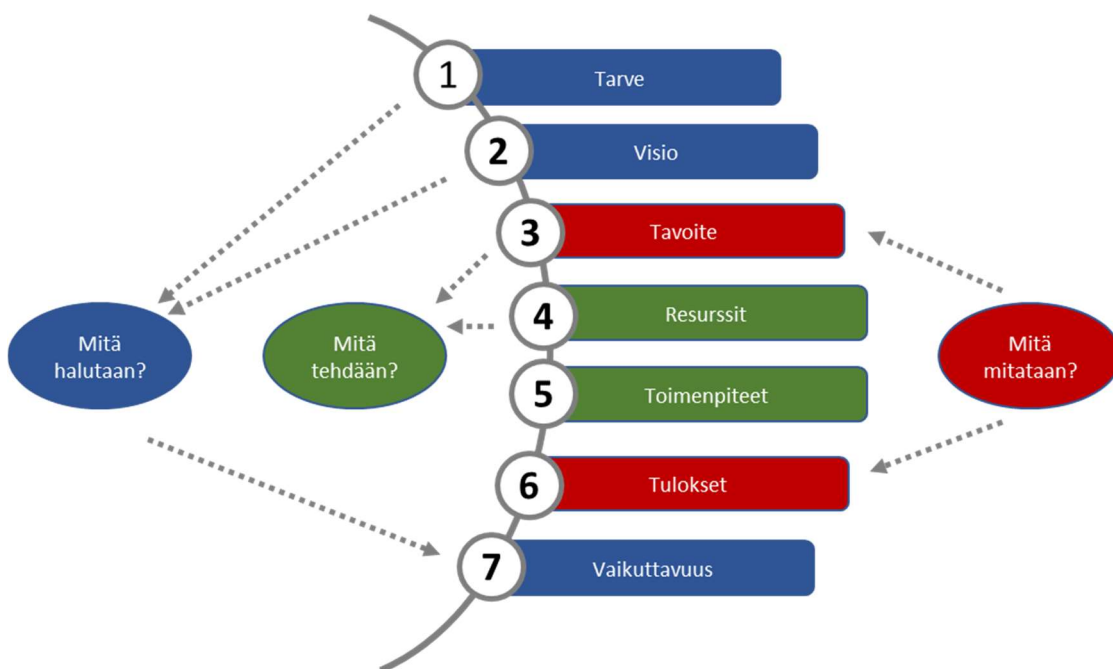 1
Tarve
2
Visio
3
Tavoite
4
Resurssit
5
Toimenpiteet
6
Tulokset
7
Vaikuttavuus
Mitä
halutaan?
Mitä
tehdään?
Mitä
mitataan?